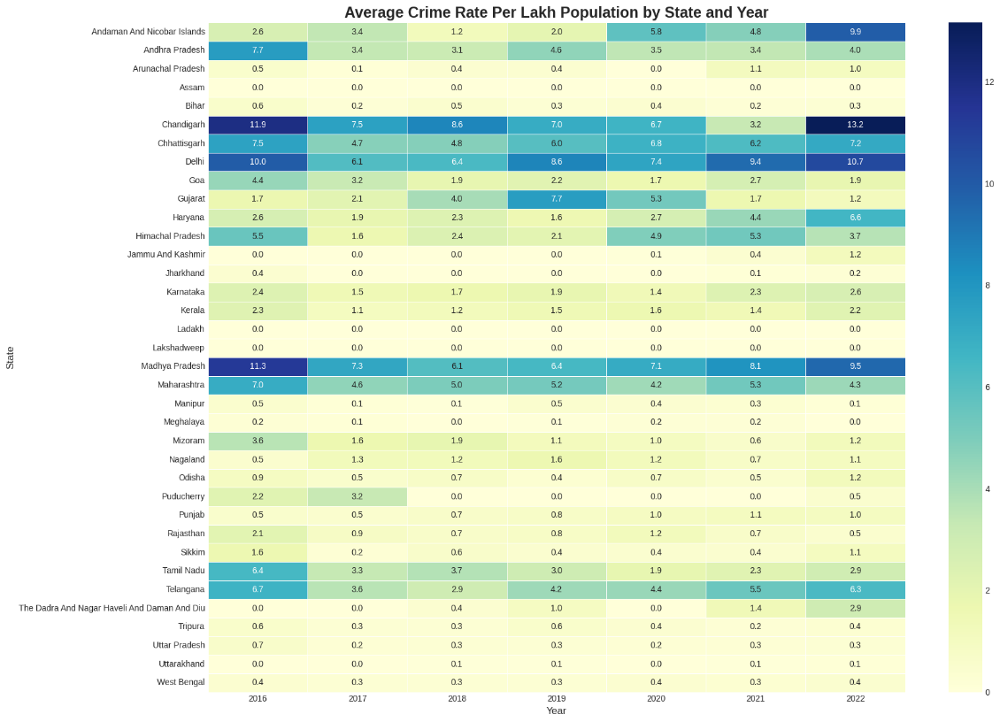 Average Crime Rate Per Lakh Population by State and Year
Andaman And Nicobar Islands 2.6 3.4 1.2 2.0 5.8 4.8 9.9
Andhra Pradesh 7.7 3.4 3.1 4.6 3.5 3.4 4.0
Arunachal Pradesh 0.5 0.1 0.4 0.4 0.0 1.1 1.0
Assam 0.0 0.0 0.0 0.0 0.0 0.0 0.0
Bihar 0.6 0.2 0.5 0.3 0.4 0.2 0.3
Chandigarh 11.9 7.5 8.6 7.0 6.7 3.2 13.2
Chhattisgarh 7.5 4.7 4.8 6.0 6.8 6.2 7.2
Delhi 10.0 6.1 6.4 8.6 7.4 9.4 10.7
Goa 4.4 3.2 1.9 2.2 1.7 2.7 1.9
Gujarat 1.7 2.1 4.0 7.7 5.3 1.7 1.2
Haryana 2.6 1.9 2.3 1.6 2.7 4.4 6.6
Himachal Pradesh 5.5 1.6 2.4 2.1 4.9 5.3 3.7
Jammu And Kashmir 0.0 0.0 0.0 0.0 0.1 0.4 1.2
Jharkhand 0.4 0.0 0.0 0.0 0.0 0.1 0.2
Karnataka 2.4 1.5 1.7 1.9 1.4 2.3 2.6
Kerala 2.3 1.1 1.2 1.5 1.6 1.4 2.2
Ladakh 0.0 0.0 0.0 0.0 0.0 0.0 0.0
Lakshadweep 0.0 0.0 0.0 0.0 0.0 0.0 0.0
Madhya Pradesh 11.3 7.3 6.1 6.4 7.1 8.1 9.5
Maharashtra 7.0 4.6 5.0 5.2 4.2 5.3 4.3
Manipur 0.5 0.1 0.1 0.5 0.4 0.3 0.1
Meghalaya 0.2 0.1 0.0 0.1 0.2 0.2 0.0
Mizoram 3.6 1.6 1.9 1.1 1.0 0.6 1.2
Nagaland 0.5 1.3 1.2 1.6 1.2 0.7 1.1
Odisha 0.9 0.5 0.7 0.4 0.7 0.5 1.2
Puducherry 2.2 3.2 0.0 0.0 0.0 0.0 0.5
Punjab 0.5 0.5 0.7 0.8 1.0 1.1 1.0
Rajasthan 2.1 0.9 0.7 0.8 1.2 0.7 0.5
Sikkim 1.6 0.2 0.6 0.4 0.4 0.4 1.1
Tamil Nadu 6.4 3.3 3.7 3.0 1.9 2.3 2.9
Telangana 6.7 3.6 2.9 4.2 4.4 5.5 6.3
The Dadra And Nagar Haveli And Daman And Diu 0.0 0.0 0.4 1.0 0.0 1.4 2.9
Tripura 0.6 0.3 0.3 0.6 0.4 0.2 0.4
Uttar Pradesh 0.7 0.2 0.3 0.3 0.2 0.3 0.3
Uttarakhand 0.0 0.0 0.1 0.1 0.0 0.1 0.1
West Bengal 0.4 0.3 0.3 0.3 0.4 0.3 0.4
2016 2017 2018 2019 2020 2021 2022
Year
State
12
10
8
6
4
2
0